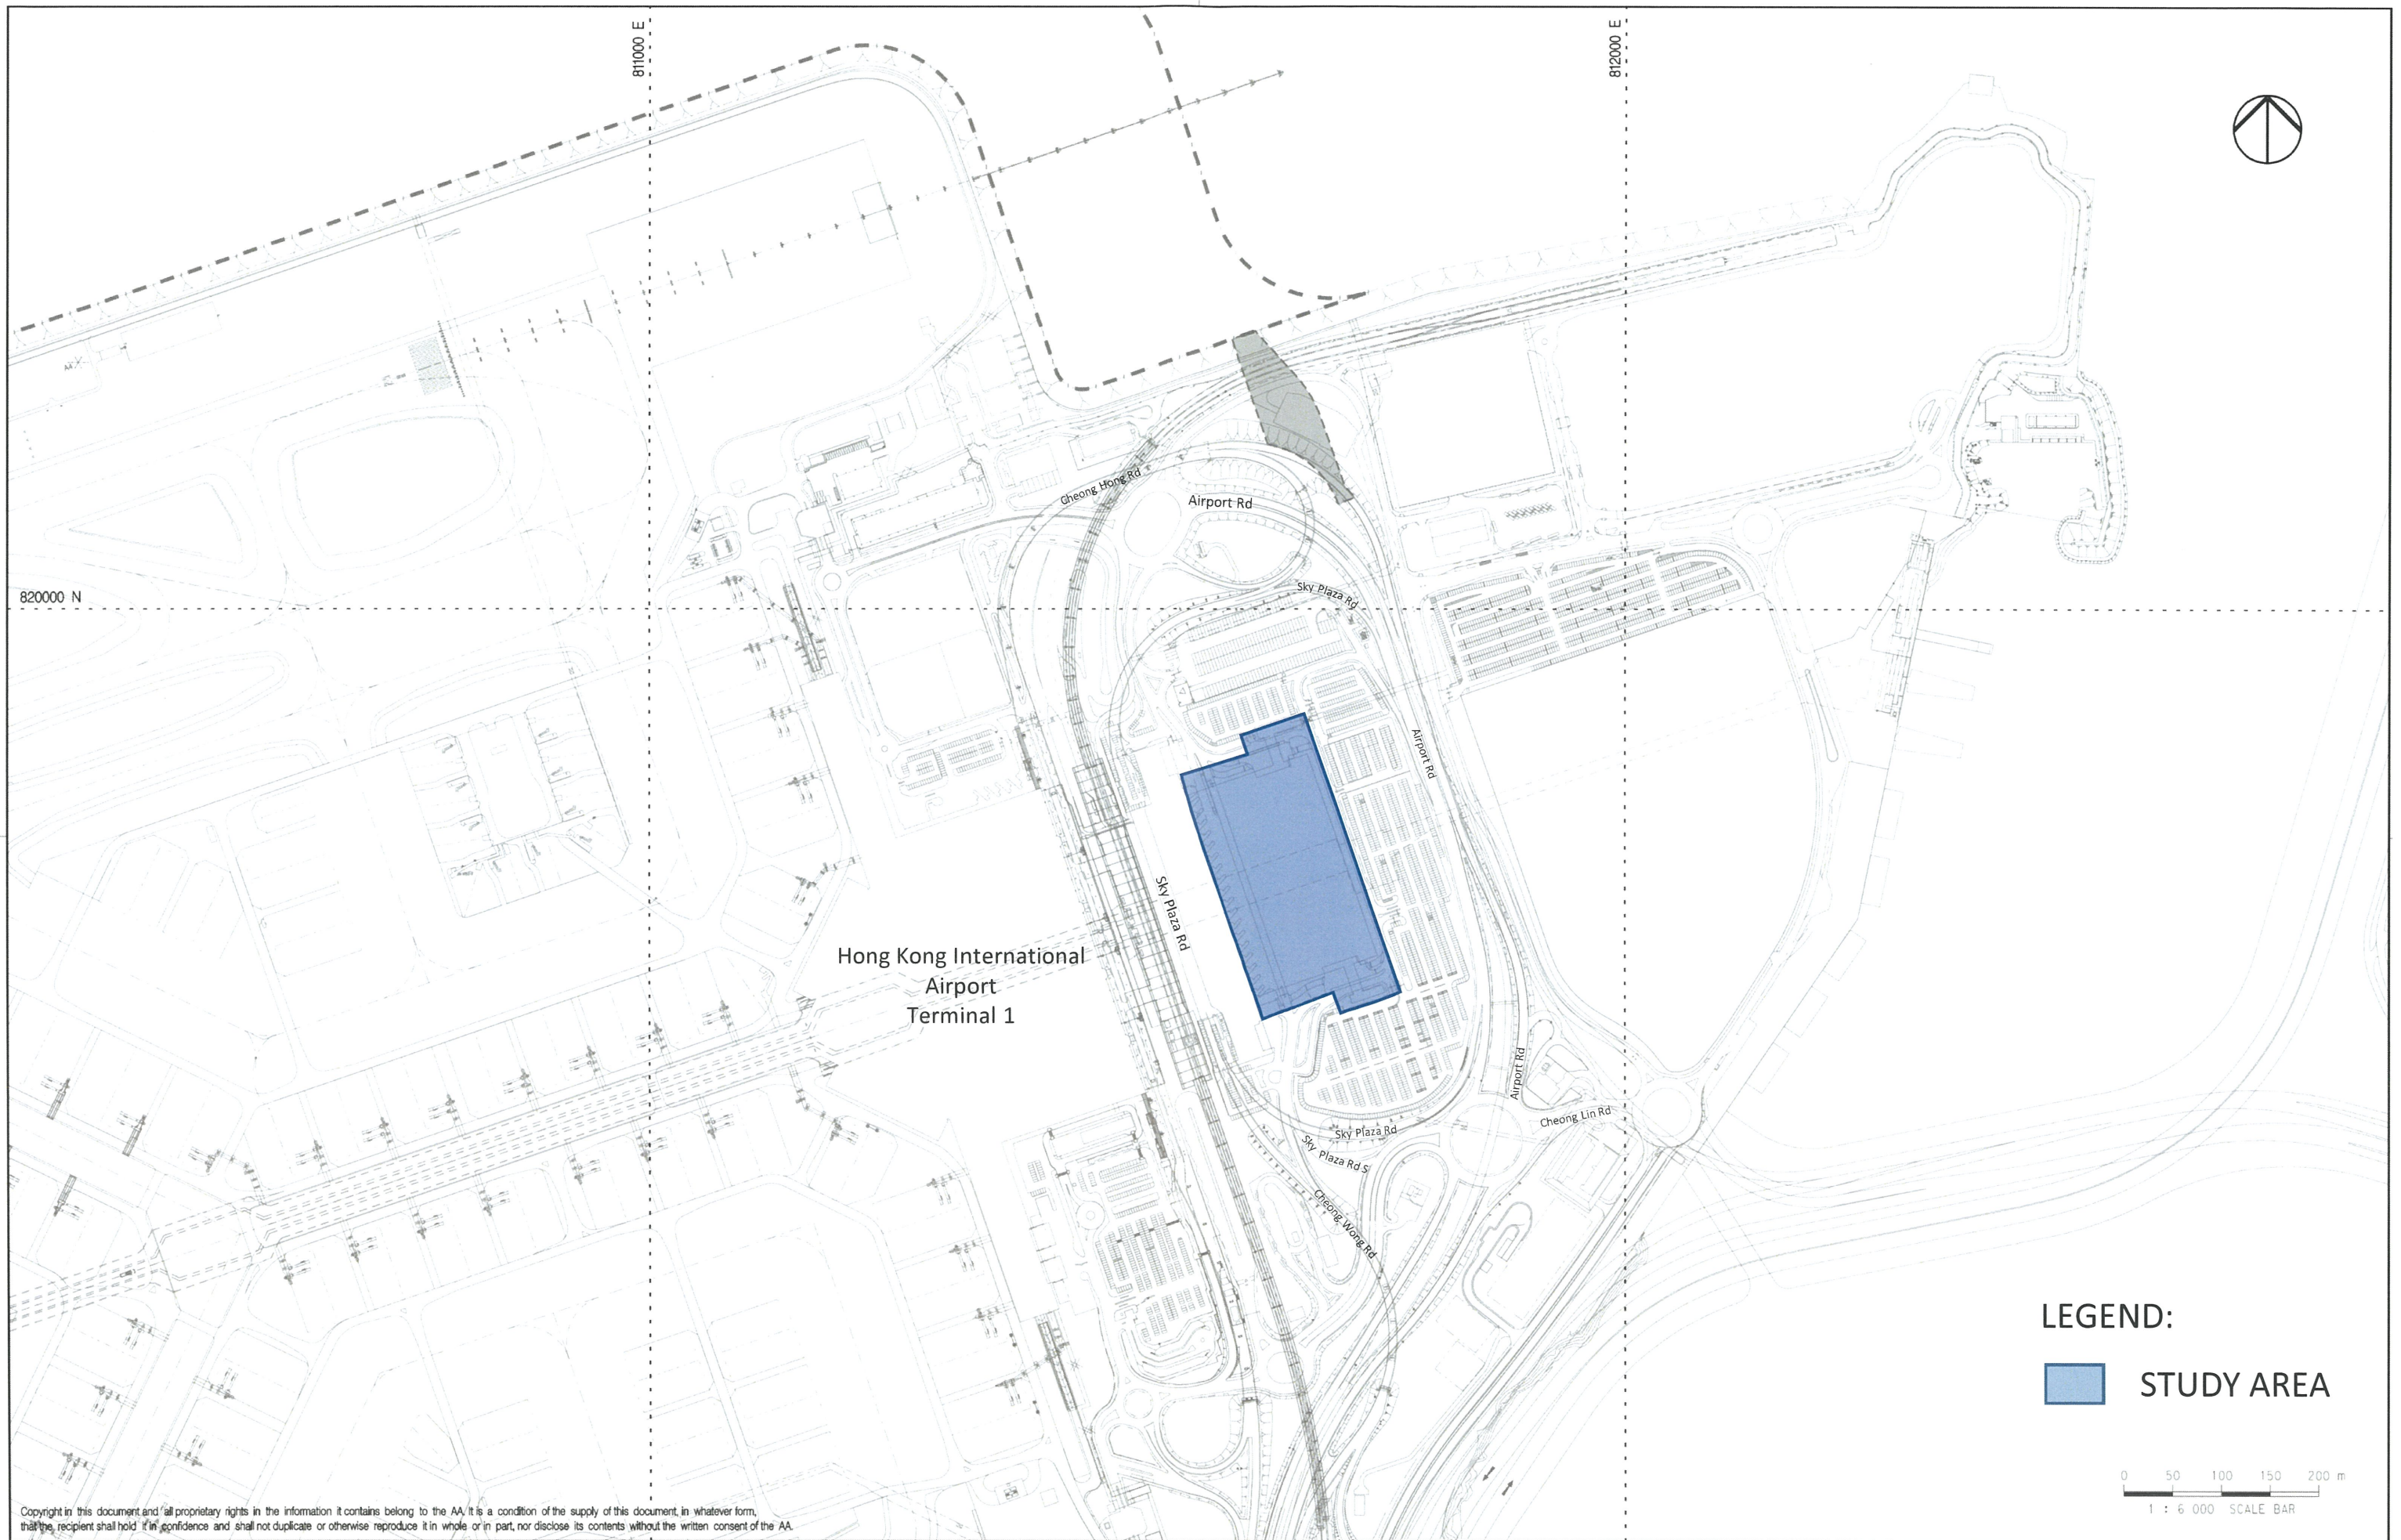 811000 E
812000 E
Cheong Hong Rd
Airport Rd
Sky Plaza Rd
820000 N
Airport Rd
Sky Plaza Rd
Hong Kong International
Airport
Terminal 1
Airport Rd
Cheong Lin Rd
Sky Plaza Rd
Sky Plaza Rd S
Cheong Wong Rd
LEGEND:
STUDY AREA
0 50 100 150 200 m
1 : 6 000 SCALE BAR
Copyright in this document and all proprietary rights in the information it contains belong to the AA. It is a condition of the supply of this document, in whatever form,
that the recipient shall hold it in confidence and shall not duplicate or otherwise reproduce it in whole or in part, nor disclose its contents without the written consent of the AA.